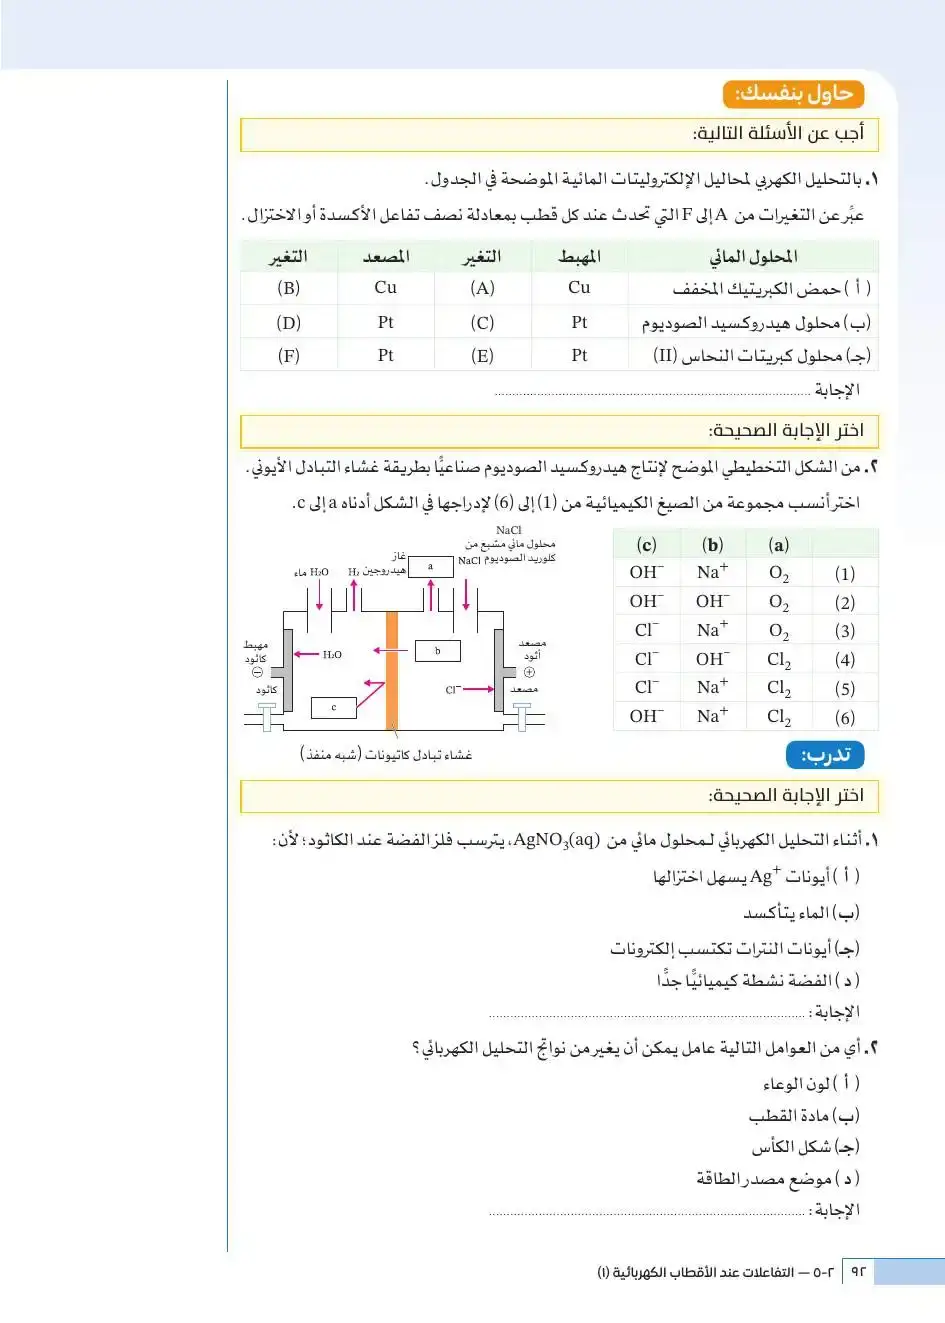 حاول بنفسك:
أجب عن الأسئلة التالية:
١. بالتحليل الكهربي لمحاليل الإلكتروليتات المائية الموضحة في الجدول.
عبِّر عن التغيرات من A إلى F التي تحدث عند كل قطب بمعادلة نصف تفاعل الأكسدة أو الاختزال.
المحلول المائي المهبط التغير المصعد التغير
( أ ) حمض الكبريتيك المخفف Cu (A) Cu (B)
(ب) محلول هيدروكسيد الصوديوم Pt (C) Pt (D)
(جـ) محلول كبريتات النحاس (II) Pt (E) Pt (F)
الإجابة ........................................
اختر الإجابة الصحيحة:
٢. من الشكل التخطيطي الموضح لإنتاج هيدروكسيد الصوديوم صناعيًّا بطريقة غشاء التبادل الأيوني.
اختر أنسب مجموعة من الصيغ الكيميائية من (1) إلى (6) لإدراجها في الشكل أدناه a إلى c.
(a) (b) (c)
(1) O₂ Na⁺ OH⁻
(2) O₂ OH⁻ OH⁻
(3) O₂ Na⁺ Cl⁻
(4) Cl₂ OH⁻ Cl⁻
(5) Cl₂ Na⁺ Cl⁻
(6) Cl₂ Na⁺ OH⁻
NaCl
محلول مائي مشبع من
كلوريد الصوديوم NaCl
a
غاز
هيدروجين H₂
H₂O ماء
مصعد
أنود
⊕
مصعد
b
Cl⁻
c
H₂O
مهبط
كاثود
⊖
كاثود
غشاء تبادل كاتيونات (شبه منفذ)
تدرب:
اختر الإجابة الصحيحة:
١. أثناء التحليل الكهربائي لـمحلول مائي من AgNO₃(aq)، يترسب فلز الفضة عند الكاثود؛ لأن:
( أ ) أيونات Ag⁺ يسهل اختزالها
(ب) الماء يتأكسد
(جـ) أيونات النترات تكتسب إلكترونات
( د ) الفضة نشطة كيميائيًّا جدًّا
الإجابة: ........................................
٢. أي من العوامل التالية عامل يمكن أن يغير من نواتج التحليل الكهربائي؟
( أ ) لون الوعاء
(ب) مادة القطب
(جـ) شكل الكأس
( د ) موضع مصدر الطاقة
الإجابة: ........................................
٩٢ ٢-٥ — التفاعلات عند الأقطاب الكهربائية (١)